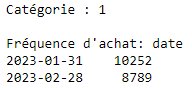 Catégorie : 1
Fréquence d'achat: date
2023-01-31    10252
2023-02-28     8789